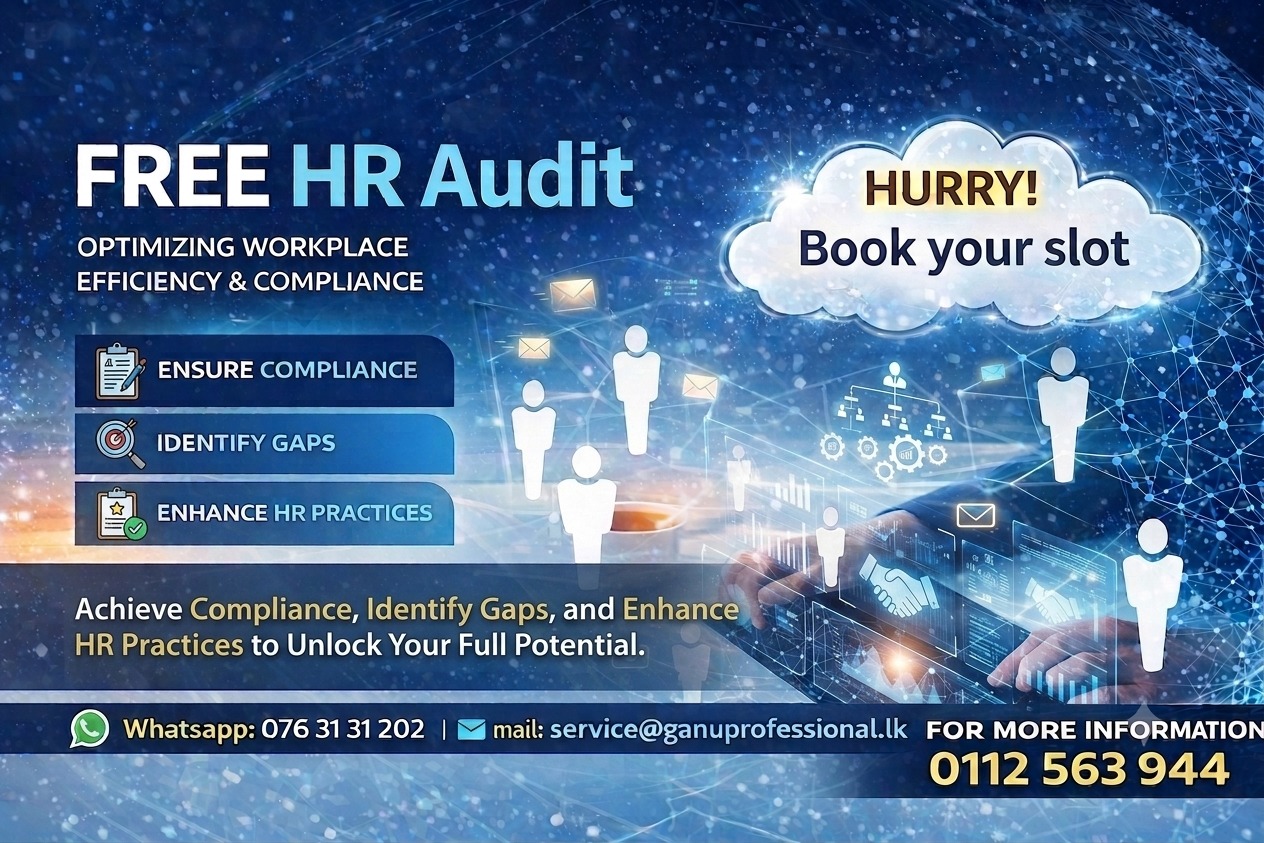 FREE HR Audit
OPTIMIZING WORKPLACE
EFFICIENCY & COMPLIANCE
HURRY!
Book your slot
ENSURE COMPLIANCE
IDENTIFY GAPS
ENHANCE HR PRACTICES
Achieve Compliance, Identify Gaps, and Enhance
HR Practices to Unlock Your Full Potential.
Whatsapp: 076 31 31 202 | mail: service@ganuprofessional.lk
FOR MORE INFORMATION
0112 563 944